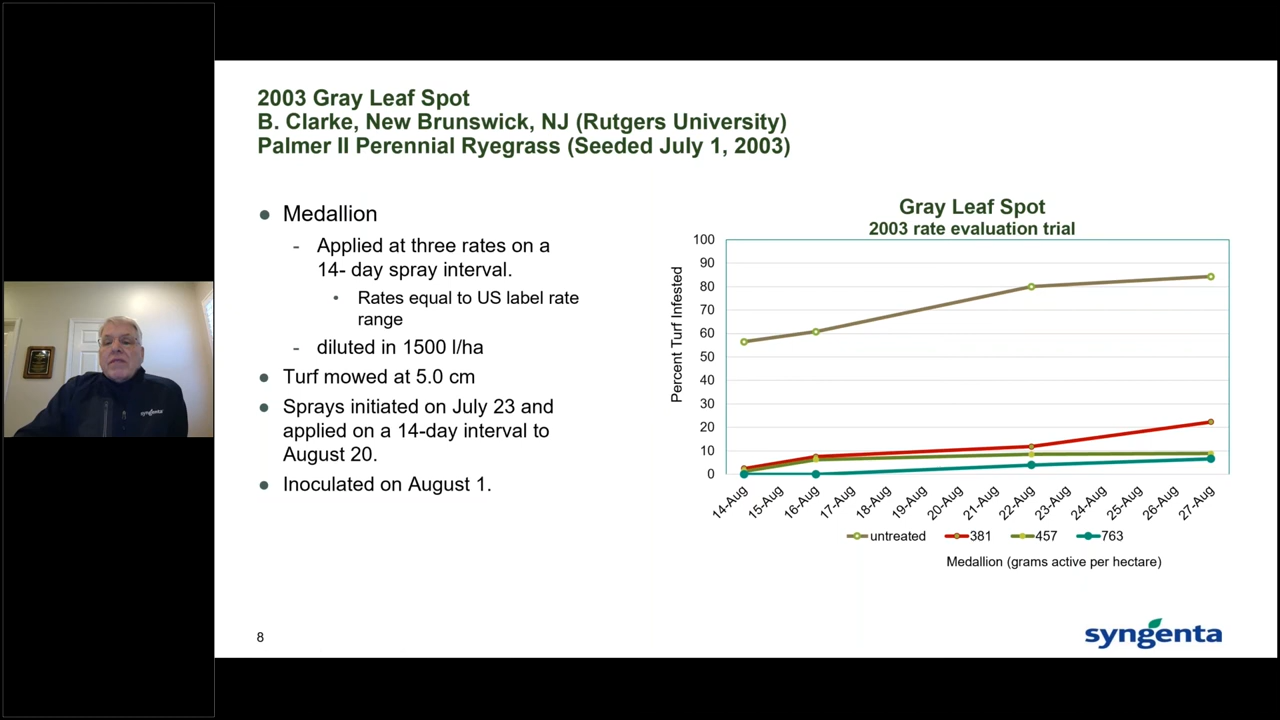 2003 Gray Leaf Spot
B. Clarke, New Brunswick, NJ (Rutgers University)
Palmer II Perennial Ryegrass (Seeded July 1, 2003)
● Medallion
- Applied at three rates on a
14- day spray interval.
• Rates equal to US label rate
range
- diluted in 1500 l/ha
● Turf mowed at 5.0 cm
● Sprays initiated on July 23 and
applied on a 14-day interval to
August 20.
● Inoculated on August 1.
Gray Leaf Spot
2003 rate evaluation trial
Percent Turf Infested
100
90
80
70
60
50
40
30
20
10
0
14-Aug 15-Aug 16-Aug 17-Aug 18-Aug 19-Aug 20-Aug 21-Aug 22-Aug 23-Aug 24-Aug 25-Aug 26-Aug 27-Aug
untreated 381 457 763
Medallion (grams active per hectare)
8
syngenta
syngenta